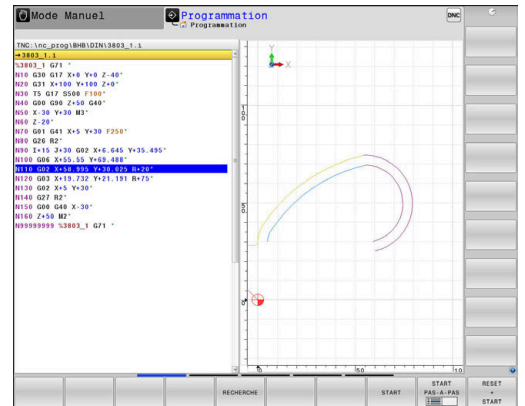 Mode Manuel
Programmation
Programmation
DNC
TNC:\nc_prog\BHB\DIN\3803_1.i
→3803_1.i
%3803_1 G71 *
N10 G30 G17 X+0 Y+0 Z-40*
N20 G31 X+100 Y+100 Z+0*
N30 T5 G17 S500 F100*
N40 G00 G90 Z+50 G40*
N50 X-30 Y+30 M3*
N60 Z-20*
N70 G01 G41 X+5 Y+30 F250*
N80 G26 R2*
N90 I+15 J+30 G02 X+6.645 Y+35.495*
N100 G06 X+55.55 Y+69.488*
N110 G02 X+58.995 Y+30.025 R+20*
N120 G03 X+19.732 Y+21.191 R+75*
N130 G02 X+5 Y+30*
N140 G27 R2*
N150 G00 G40 X-30*
N160 Z+50 M2*
N99999999 %3803_1 G71 *
Y
X
100
50
0
0
50
10
RECHERCHE
START
START
PAS-A-PAS
RESET
+
START